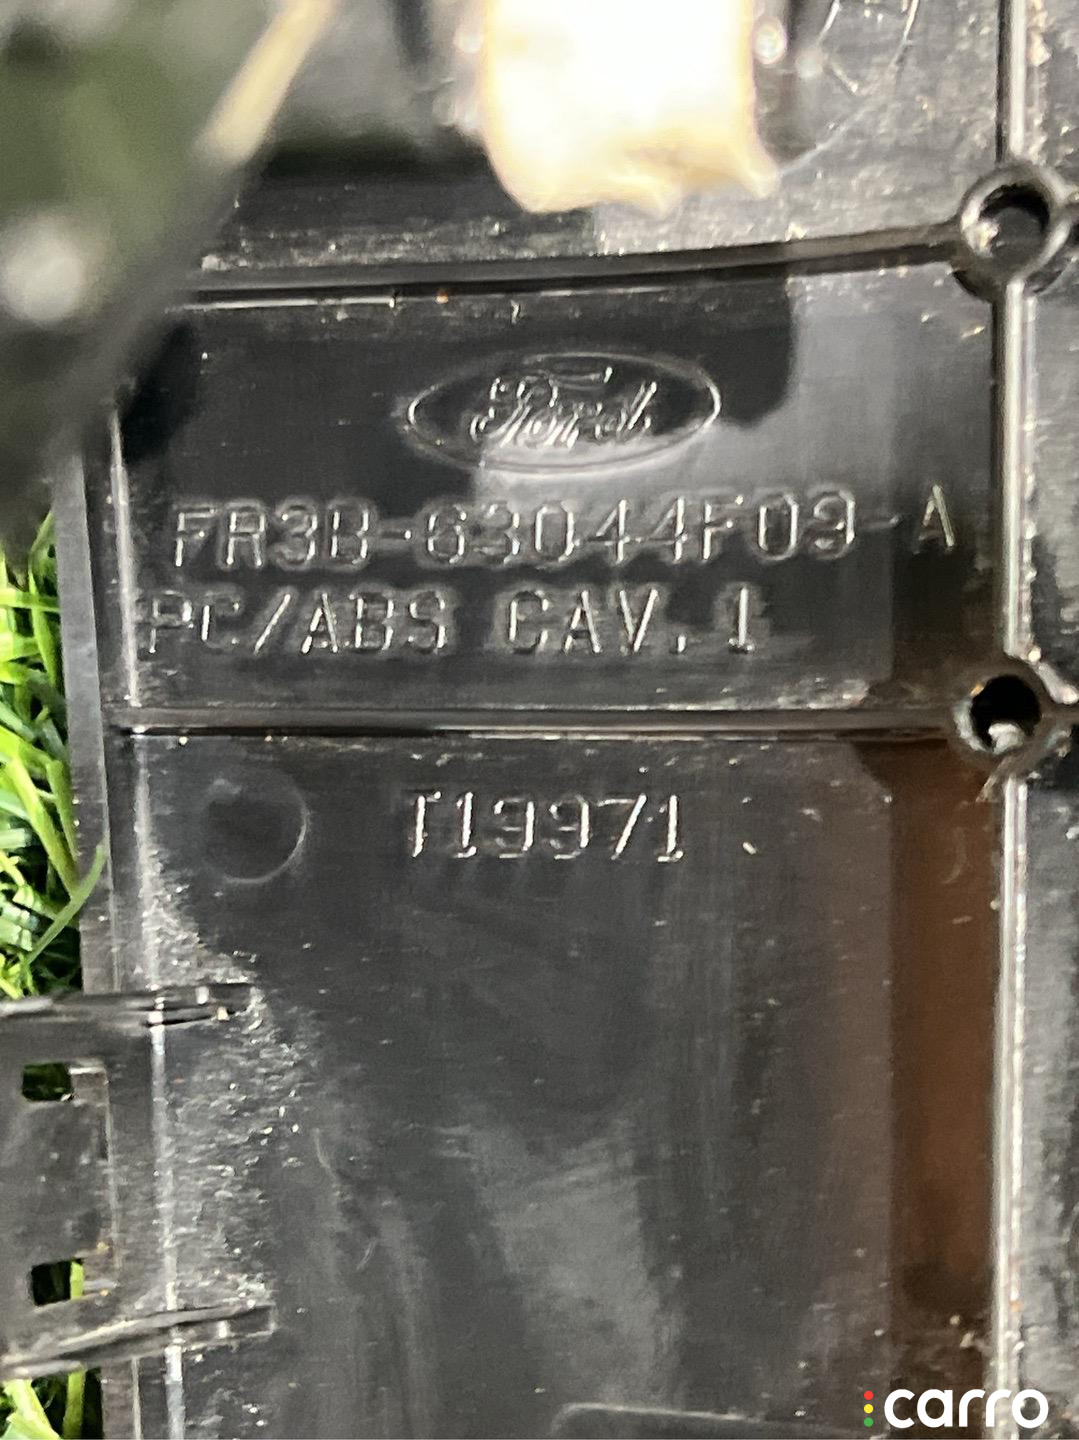 Ford
FR3B-63044F09-A
PC/ABS CAV.1
T19971
carro